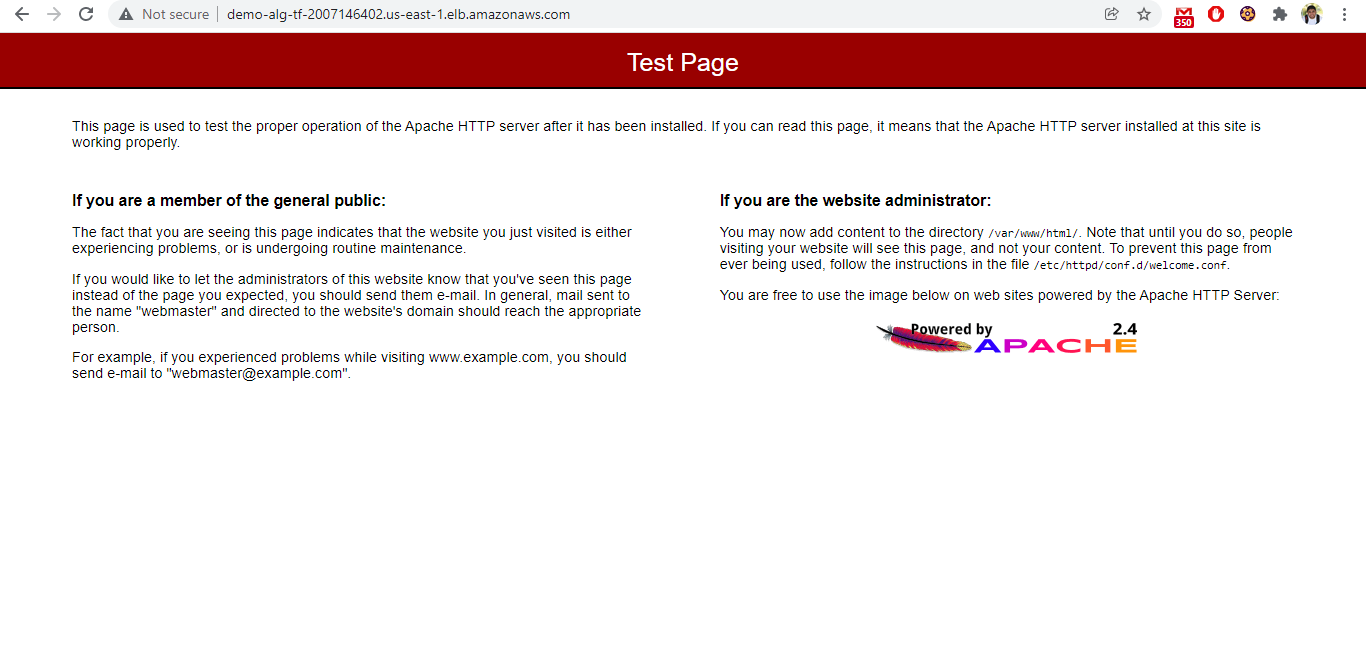 Not secure
demo-alg-tf-2007146402.us-east-1.elb.amazonaws.com
350
Test Page
This page is used to test the proper operation of the Apache HTTP server after it has been installed. If you can read this page, it means that the Apache HTTP server installed at this site is
working properly.
If you are a member of the general public:
The fact that you are seeing this page indicates that the website you just visited is either
experiencing problems, or is undergoing routine maintenance.
If you would like to let the administrators of this website know that you've seen this page
instead of the page you expected, you should send them e-mail. In general, mail sent to
the name "webmaster" and directed to the website's domain should reach the appropriate
person.
For example, if you experienced problems while visiting www.example.com, you should
send e-mail to "webmaster@example.com".
If you are the website administrator:
You may now add content to the directory /var/www/html/. Note that until you do so, people
visiting your website will see this page, and not your content. To prevent this page from
ever being used, follow the instructions in the file /etc/httpd/conf.d/welcome.conf.
You are free to use the image below on web sites powered by the Apache HTTP Server:
Powered by 2.4
APACHE